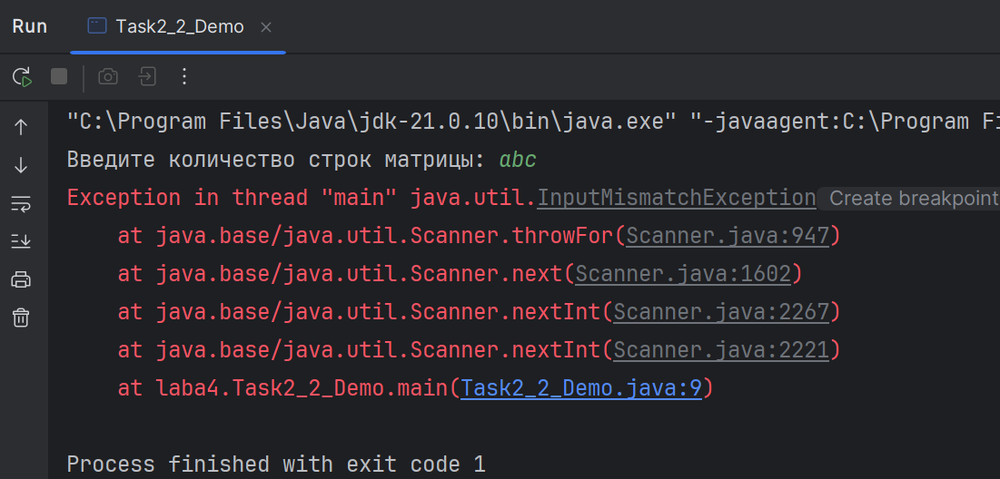 Run Task2_2_Demo
"C:\Program Files\Java\jdk-21.0.10\bin\java.exe" "-javaagent:C:\Program
Введите количество строк матрицы: abc
Exception in thread "main" java.util.InputMismatchException Create breakpoint
at java.base/java.util.Scanner.throwFor(Scanner.java:947)
at java.base/java.util.Scanner.next(Scanner.java:1602)
at java.base/java.util.Scanner.nextInt(Scanner.java:2267)
at java.base/java.util.Scanner.nextInt(Scanner.java:2221)
at laba4.Task2_2_Demo.main(Task2_2_Demo.java:9)
Process finished with exit code 1